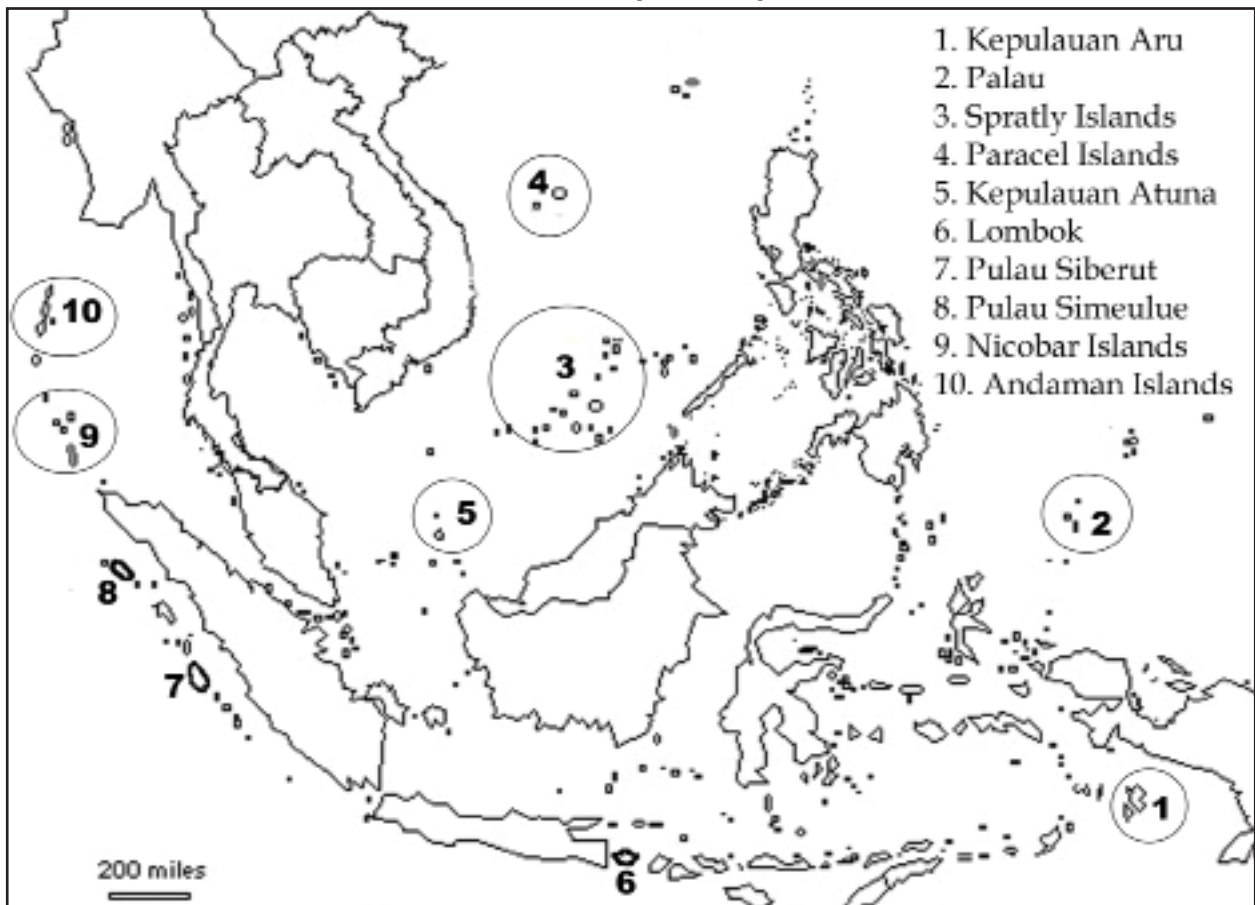 1. Kepulauan Aru
2. Palau
3. Spratly Islands
4. Paracel Islands
5. Kepulauan Atuna
6. Lombok
7. Pulau Siberut
8. Pulau Simeulue
9. Nicobar Islands
10. Andaman Islands
4
10
3
9
5
2
8
7
1
6
200 miles